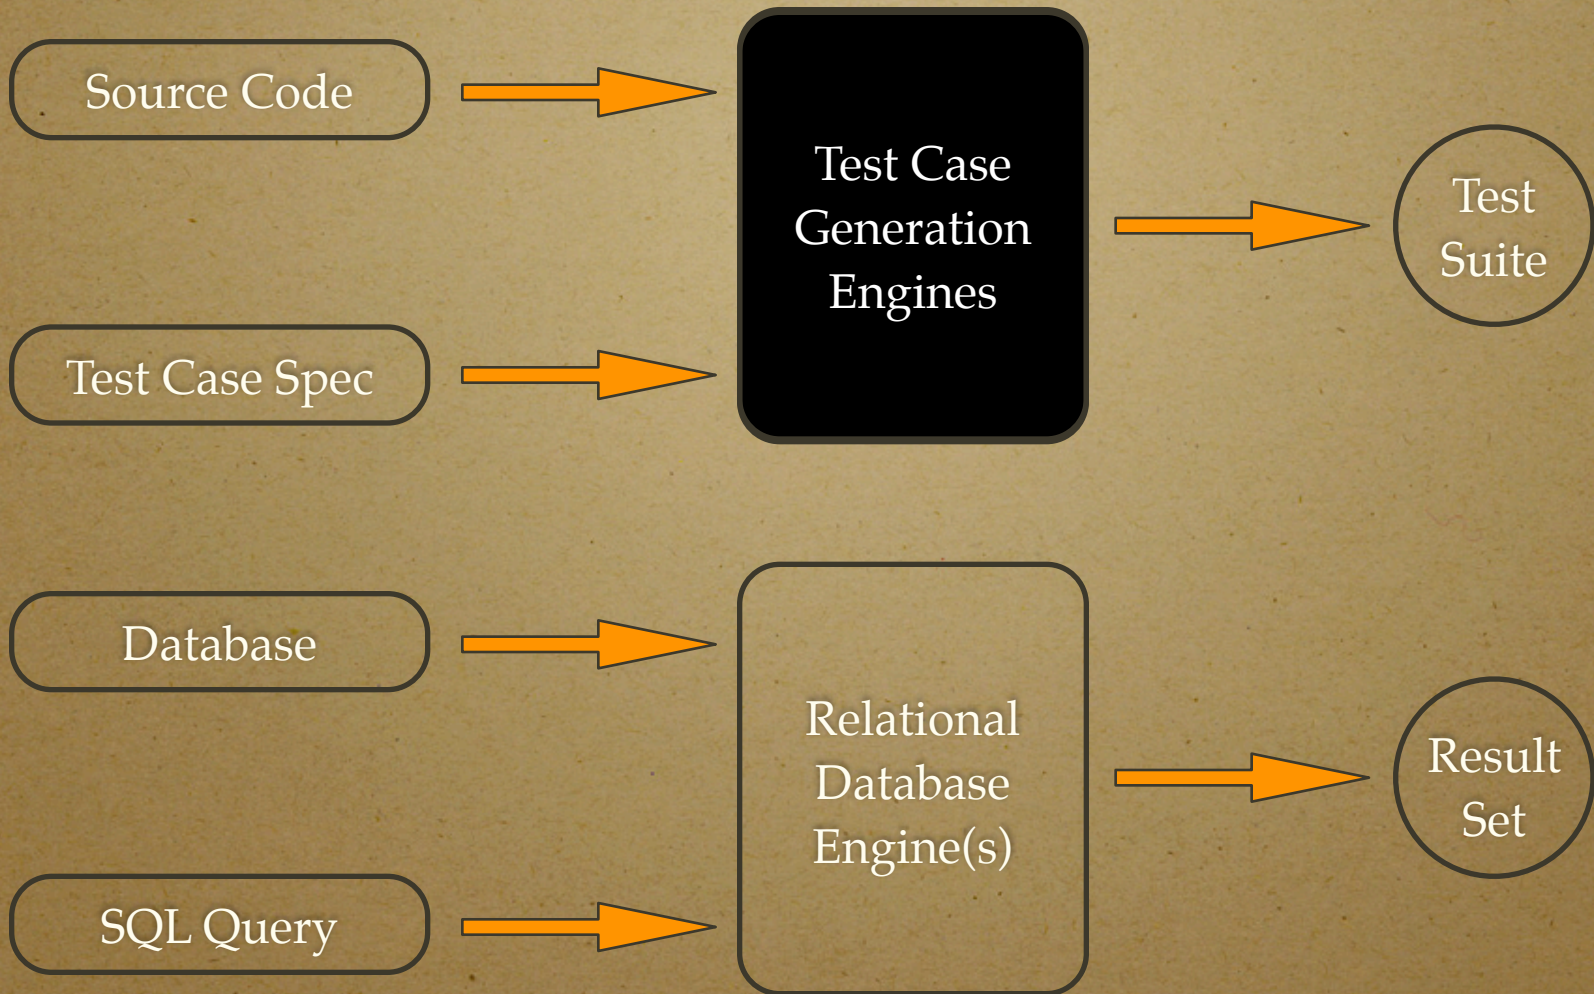 Source Code
Test Case Spec
Test Case
Generation
Engines
Test
Suite
Database
SQL Query
Relational
Database
Engine(s)
Result
Set